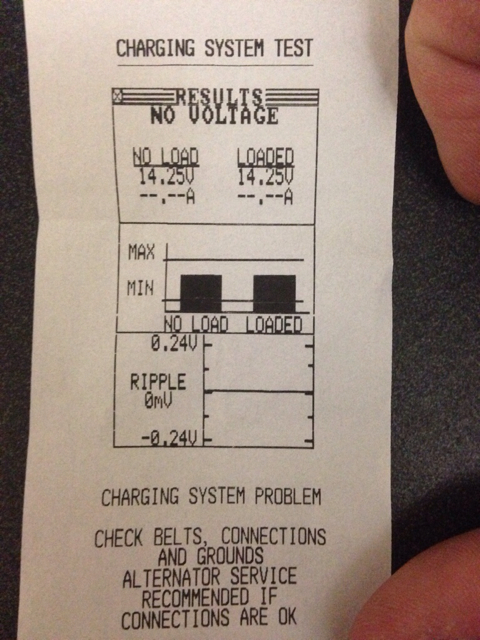 CHARGING SYSTEM TEST
RESULTS
NO VOLTAGE
NO LOAD LOADED
14.25V 14.25V
--.--A --.--A
MAX
MIN
NO LOAD LOADED
0.24V
RIPPLE
0mV
-0.24V
CHARGING SYSTEM PROBLEM
CHECK BELTS, CONNECTIONS
AND GROUNDS
ALTERNATOR SERVICE
RECOMMENDED IF
CONNECTIONS ARE OK